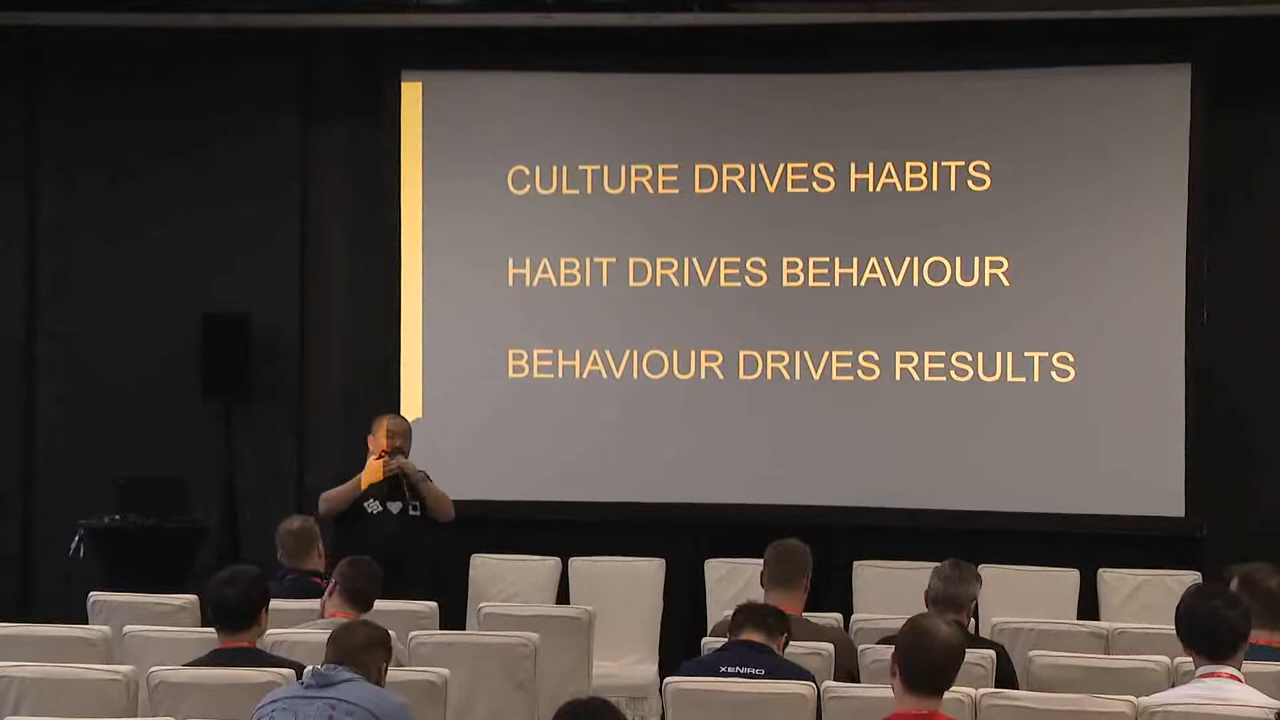 CULTURE DRIVES HABITS
HABIT DRIVES BEHAVIOUR
BEHAVIOUR DRIVES RESULTS
XENIRO